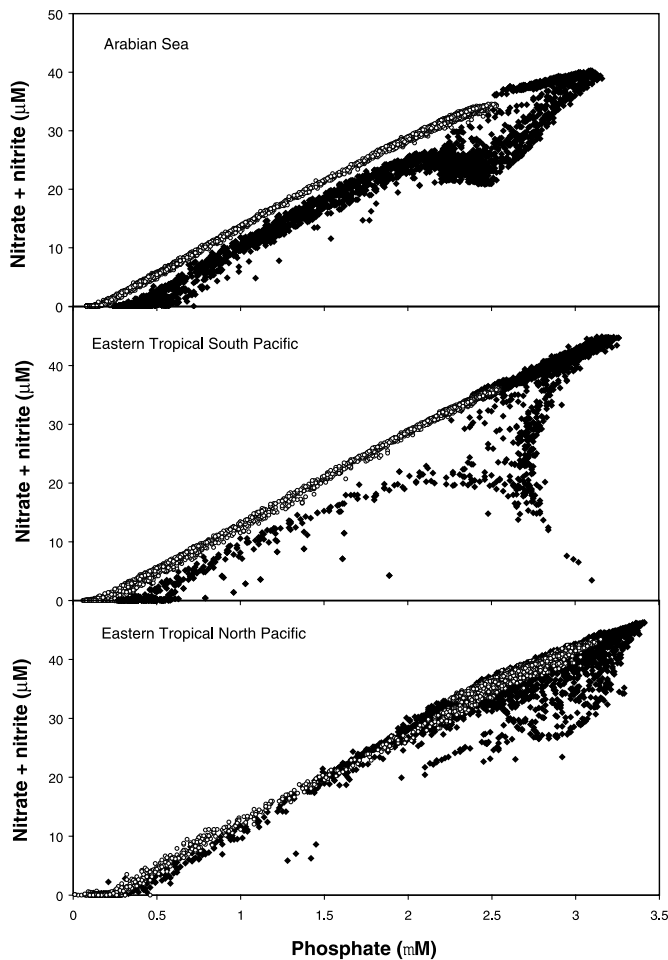 50
Arabian Sea
40
30
20
10
0
Nitrate + nitrite (μM)
Eastern Tropical South Pacific
40
30
20
10
0
Nitrate + nitrite (μM)
Eastern Tropical North Pacific
40
30
20
10
0
Nitrate + nitrite (μM)
0 0.5 1 1.5 2 2.5 3 3.5
Phosphate (mM)